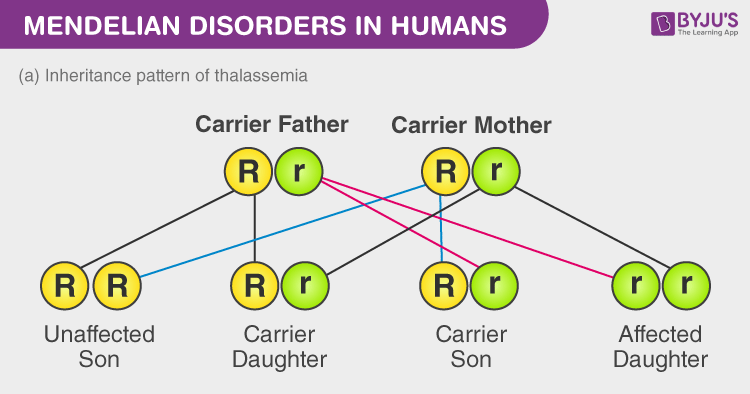 MENDELIAN DISORDERS IN HUMANS
BYJU'S
The Learning App
(a) Inheritance pattern of thalassemia
Carrier Father Carrier Mother
R r R r
R R R r R r r r
Unaffected Carrier Carrier Affected
Son Daughter Son Daughter